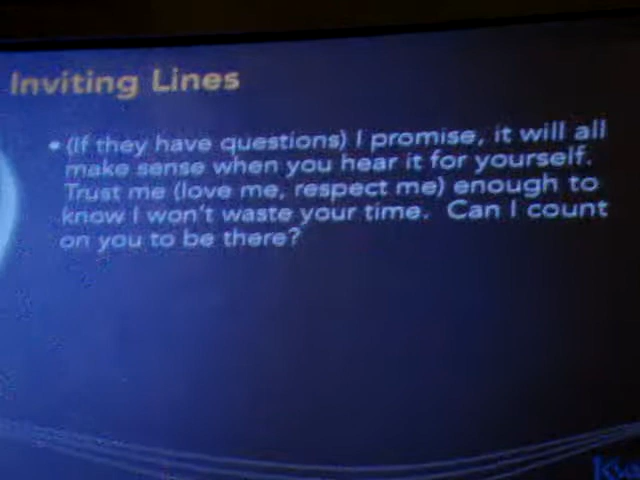 Inviting Lines
• (If they have questions) I promise, it will all
make sense when you hear it for yourself.
Trust me (love me, respect me) enough to
know I won't waste your time. Can I count
on you to be there?